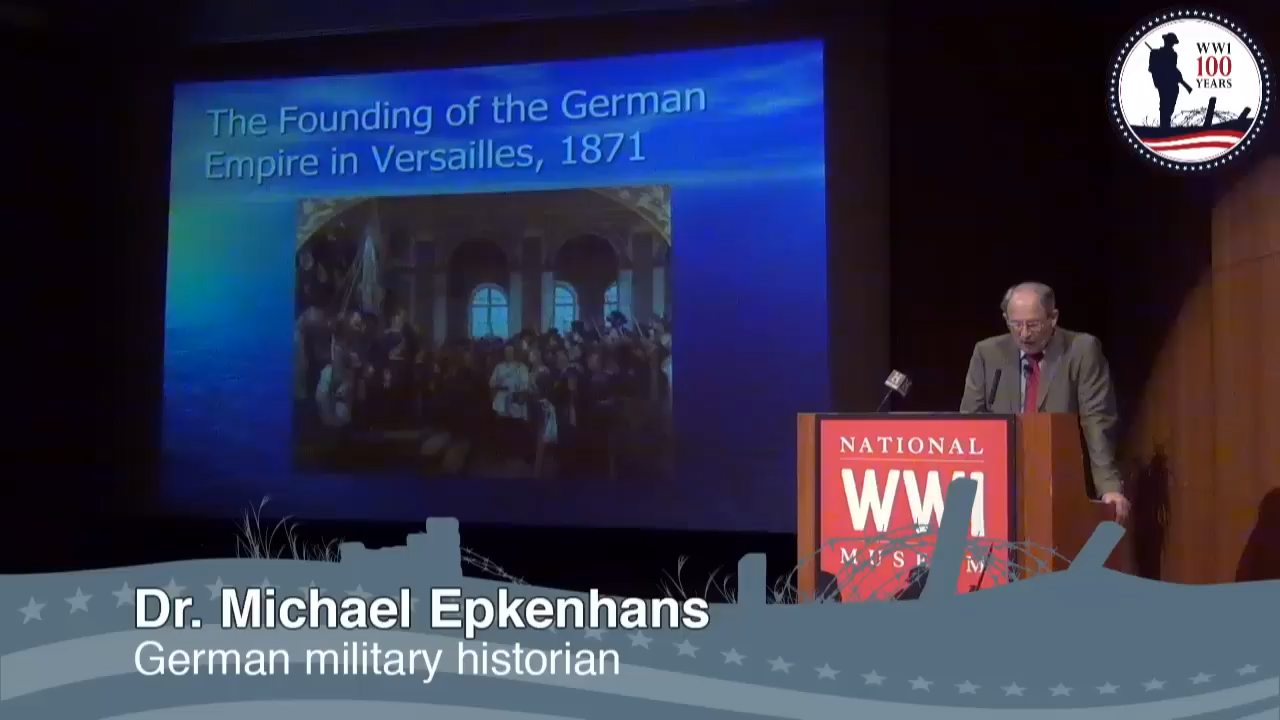 The Founding of the German
Empire in Versailles, 1871
WW1
100
YEARS
NATIONAL
WWI
MUSEUM
Dr. Michael Epkenhans
German military historian